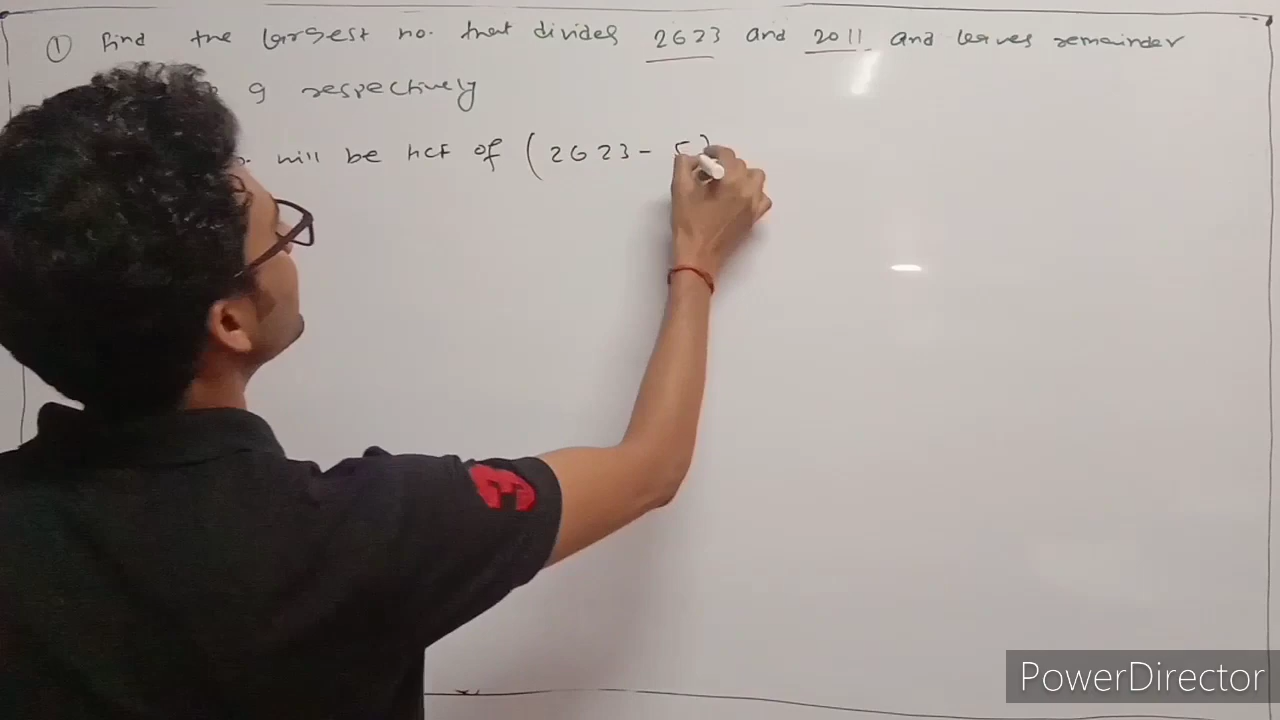 ① Find the largest no. that divides 2623 and 2011 and leaves remainder
9 respectively
will be HCF of (2623 - 5)
PowerDirector